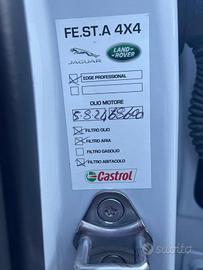 FE.ST.A 4X4
JAGUAR
LAND ROVER
EDGE PROFESSIONAL
OLIO MOTORE
FILTRO OLIO
FILTRO ARIA
FILTRO GASOLIO
FILTRO ABITACOLO
Castrol
subito